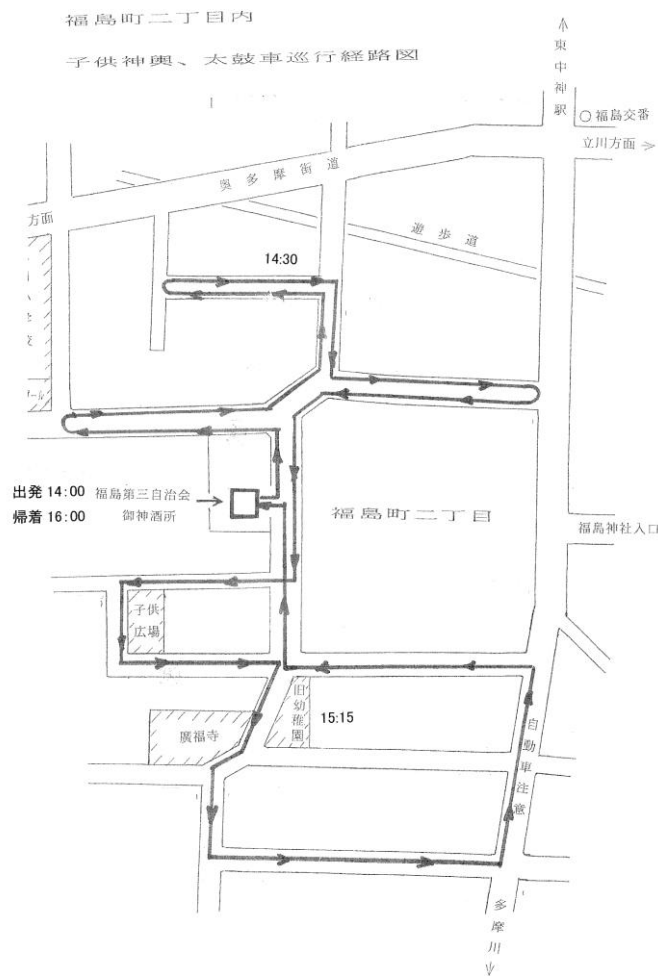 福島町二丁目内
子供神輿、太鼓車巡行経路図
東中神駅
福島交番
立川方面
奥多摩街道
方面
遊歩道
14:30
学校
出発 14:00
帰着 16:00
福島第三自治会
御神酒所
福島町二丁目
福島神社入口
子供
広場
旧幼稚園
15:15
廣福寺
自動車注意
多摩川